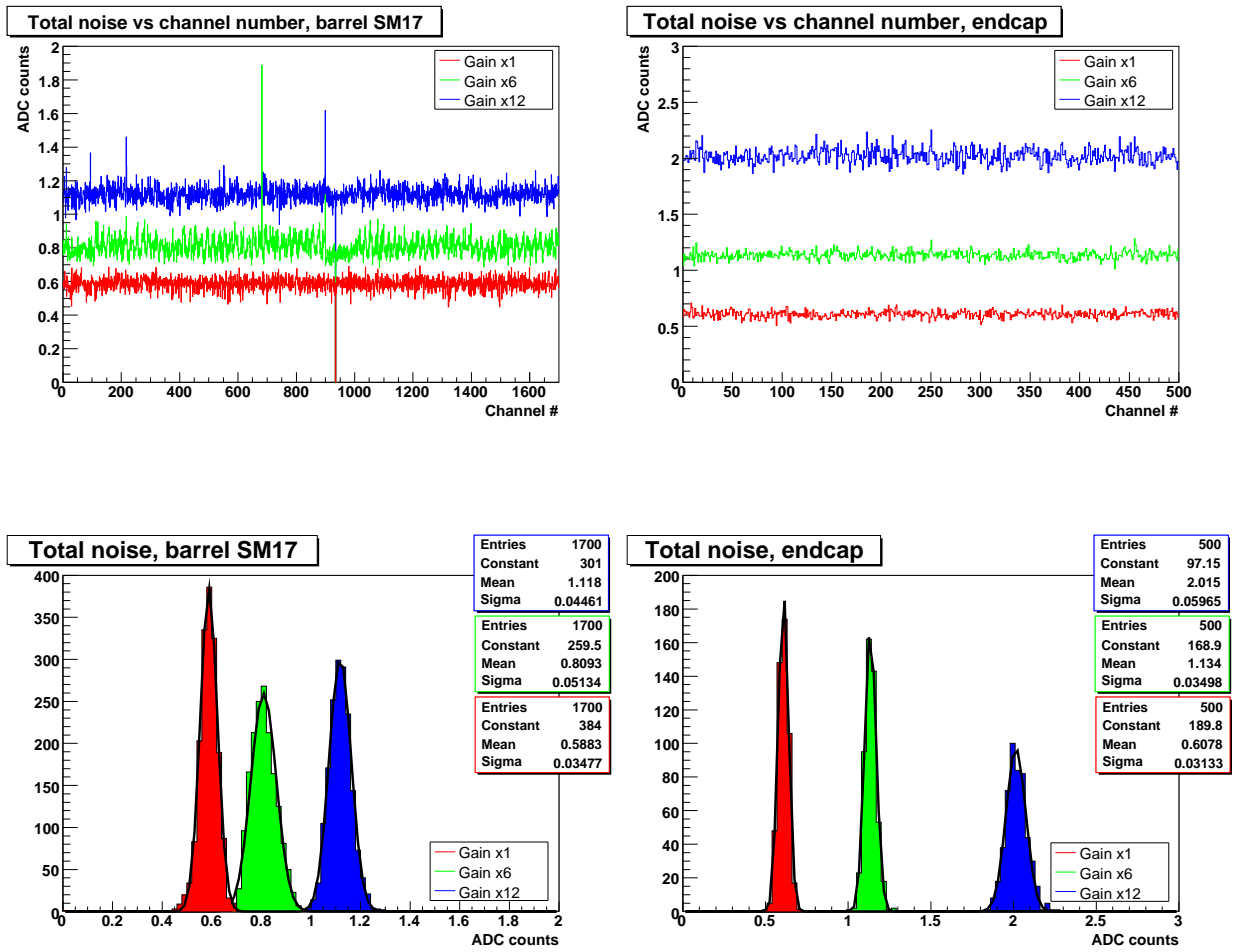 Total noise vs channel number, barrel SM17
ADC counts
2
1.8
1.6
1.4
1.2
1
0.8
0.6
0.4
0.2
0
0 200 400 600 800 1000 1200 1400 1600
Channel #
Gain x1
Gain x6
Gain x12
Total noise vs channel number, endcap
ADC counts
3
2.5
2
1.5
1
0.5
0
0 50 100 150 200 250 300 350 400 450 500
Channel #
Gain x1
Gain x6
Gain x12
Total noise, barrel SM17
400
350
300
250
200
150
100
50
0
0 0.2 0.4 0.6 0.8 1 1.2 1.4 1.6 1.8 2
ADC counts
Entries 1700
Constant 301
Mean 1.118
Sigma 0.04461
Entries 1700
Constant 259.5
Mean 0.8093
Sigma 0.05134
Entries 1700
Constant 384
Mean 0.5883
Sigma 0.03477
Gain x1
Gain x6
Gain x12
Total noise, endcap
200
180
160
140
120
100
80
60
40
20
0
0 0.5 1 1.5 2 2.5 3
ADC counts
Entries 500
Constant 97.15
Mean 2.015
Sigma 0.05965
Entries 500
Constant 168.9
Mean 1.134
Sigma 0.03498
Entries 500
Constant 189.8
Mean 0.6078
Sigma 0.03133
Gain x1
Gain x6
Gain x12